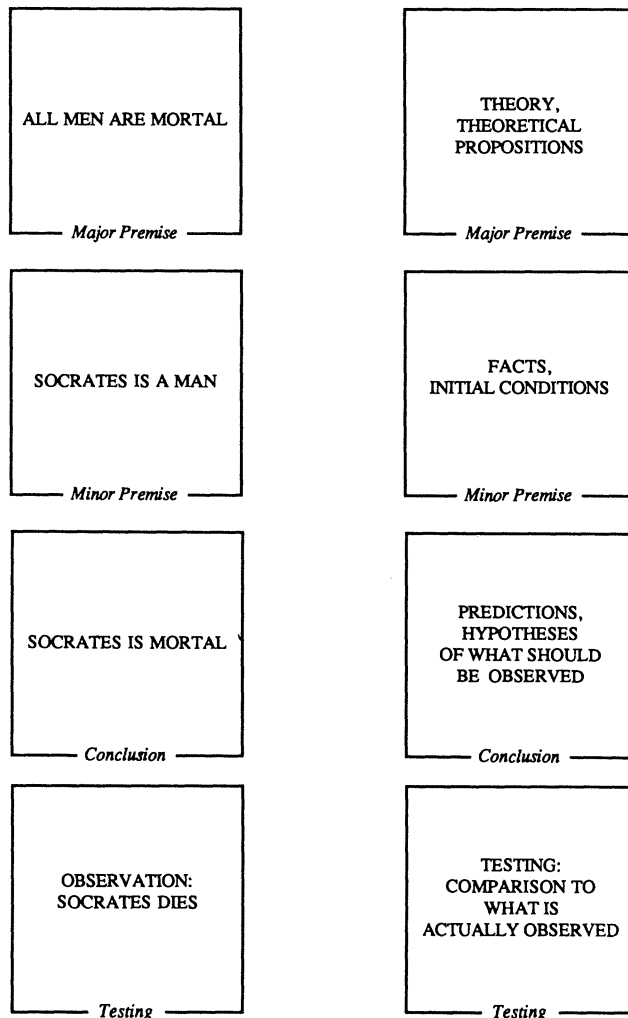 ALL MEN ARE MORTAL
Major Premise
THEORY,
THEORETICAL
PROPOSITIONS
Major Premise
SOCRATES IS A MAN
Minor Premise
FACTS,
INITIAL CONDITIONS
Minor Premise
SOCRATES IS MORTAL
Conclusion
PREDICTIONS,
HYPOTHESES
OF WHAT SHOULD
BE OBSERVED
Conclusion
OBSERVATION:
SOCRATES DIES
Testing
TESTING:
COMPARISON TO
WHAT IS
ACTUALLY OBSERVED
Testing